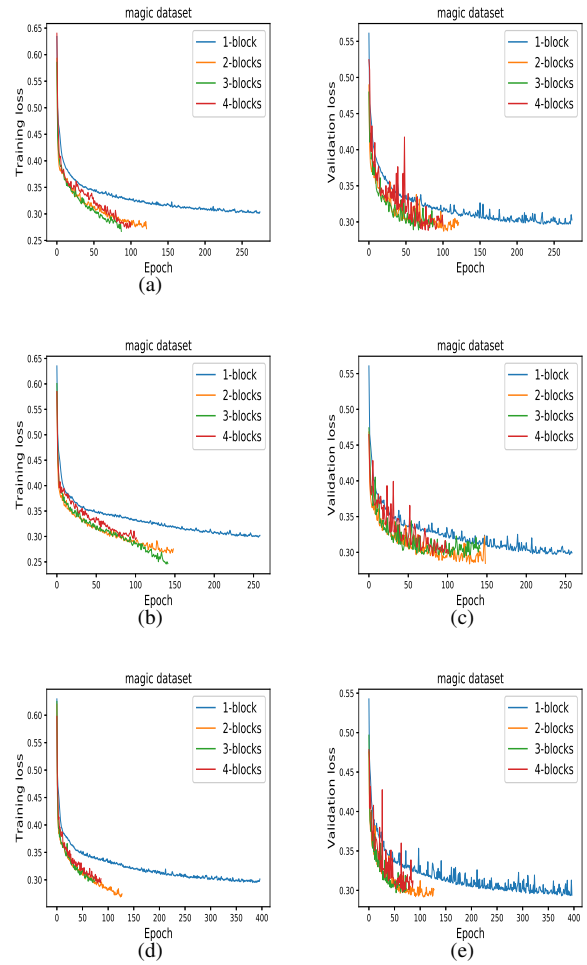 magic dataset
Training loss
0.65
0.60
0.55
0.50
0.45
0.40
0.35
0.30
0.25
1-block
2-blocks
3-blocks
4-blocks
0 50 100 150 200 250
Epoch
(a)
magic dataset
Validation loss
0.55
0.50
0.45
0.40
0.35
0.30
1-block
2-blocks
3-blocks
4-blocks
0 50 100 150 200 250
Epoch
magic dataset
Training loss
0.65
0.60
0.55
0.50
0.45
0.40
0.35
0.30
0.25
1-block
2-blocks
3-blocks
4-blocks
0 50 100 150 200 250
Epoch
(b)
magic dataset
Validation loss
0.55
0.50
0.45
0.40
0.35
0.30
1-block
2-blocks
3-blocks
4-blocks
0 50 100 150 200 250
Epoch
(c)
magic dataset
Training loss
0.60
0.55
0.50
0.45
0.40
0.35
0.30
1-block
2-blocks
3-blocks
4-blocks
0 50 100 150 200 250 300 350 400
Epoch
(d)
magic dataset
Validation loss
0.55
0.50
0.45
0.40
0.35
0.30
1-block
2-blocks
3-blocks
4-blocks
0 50 100 150 200 250 300 350 400
Epoch
(e)